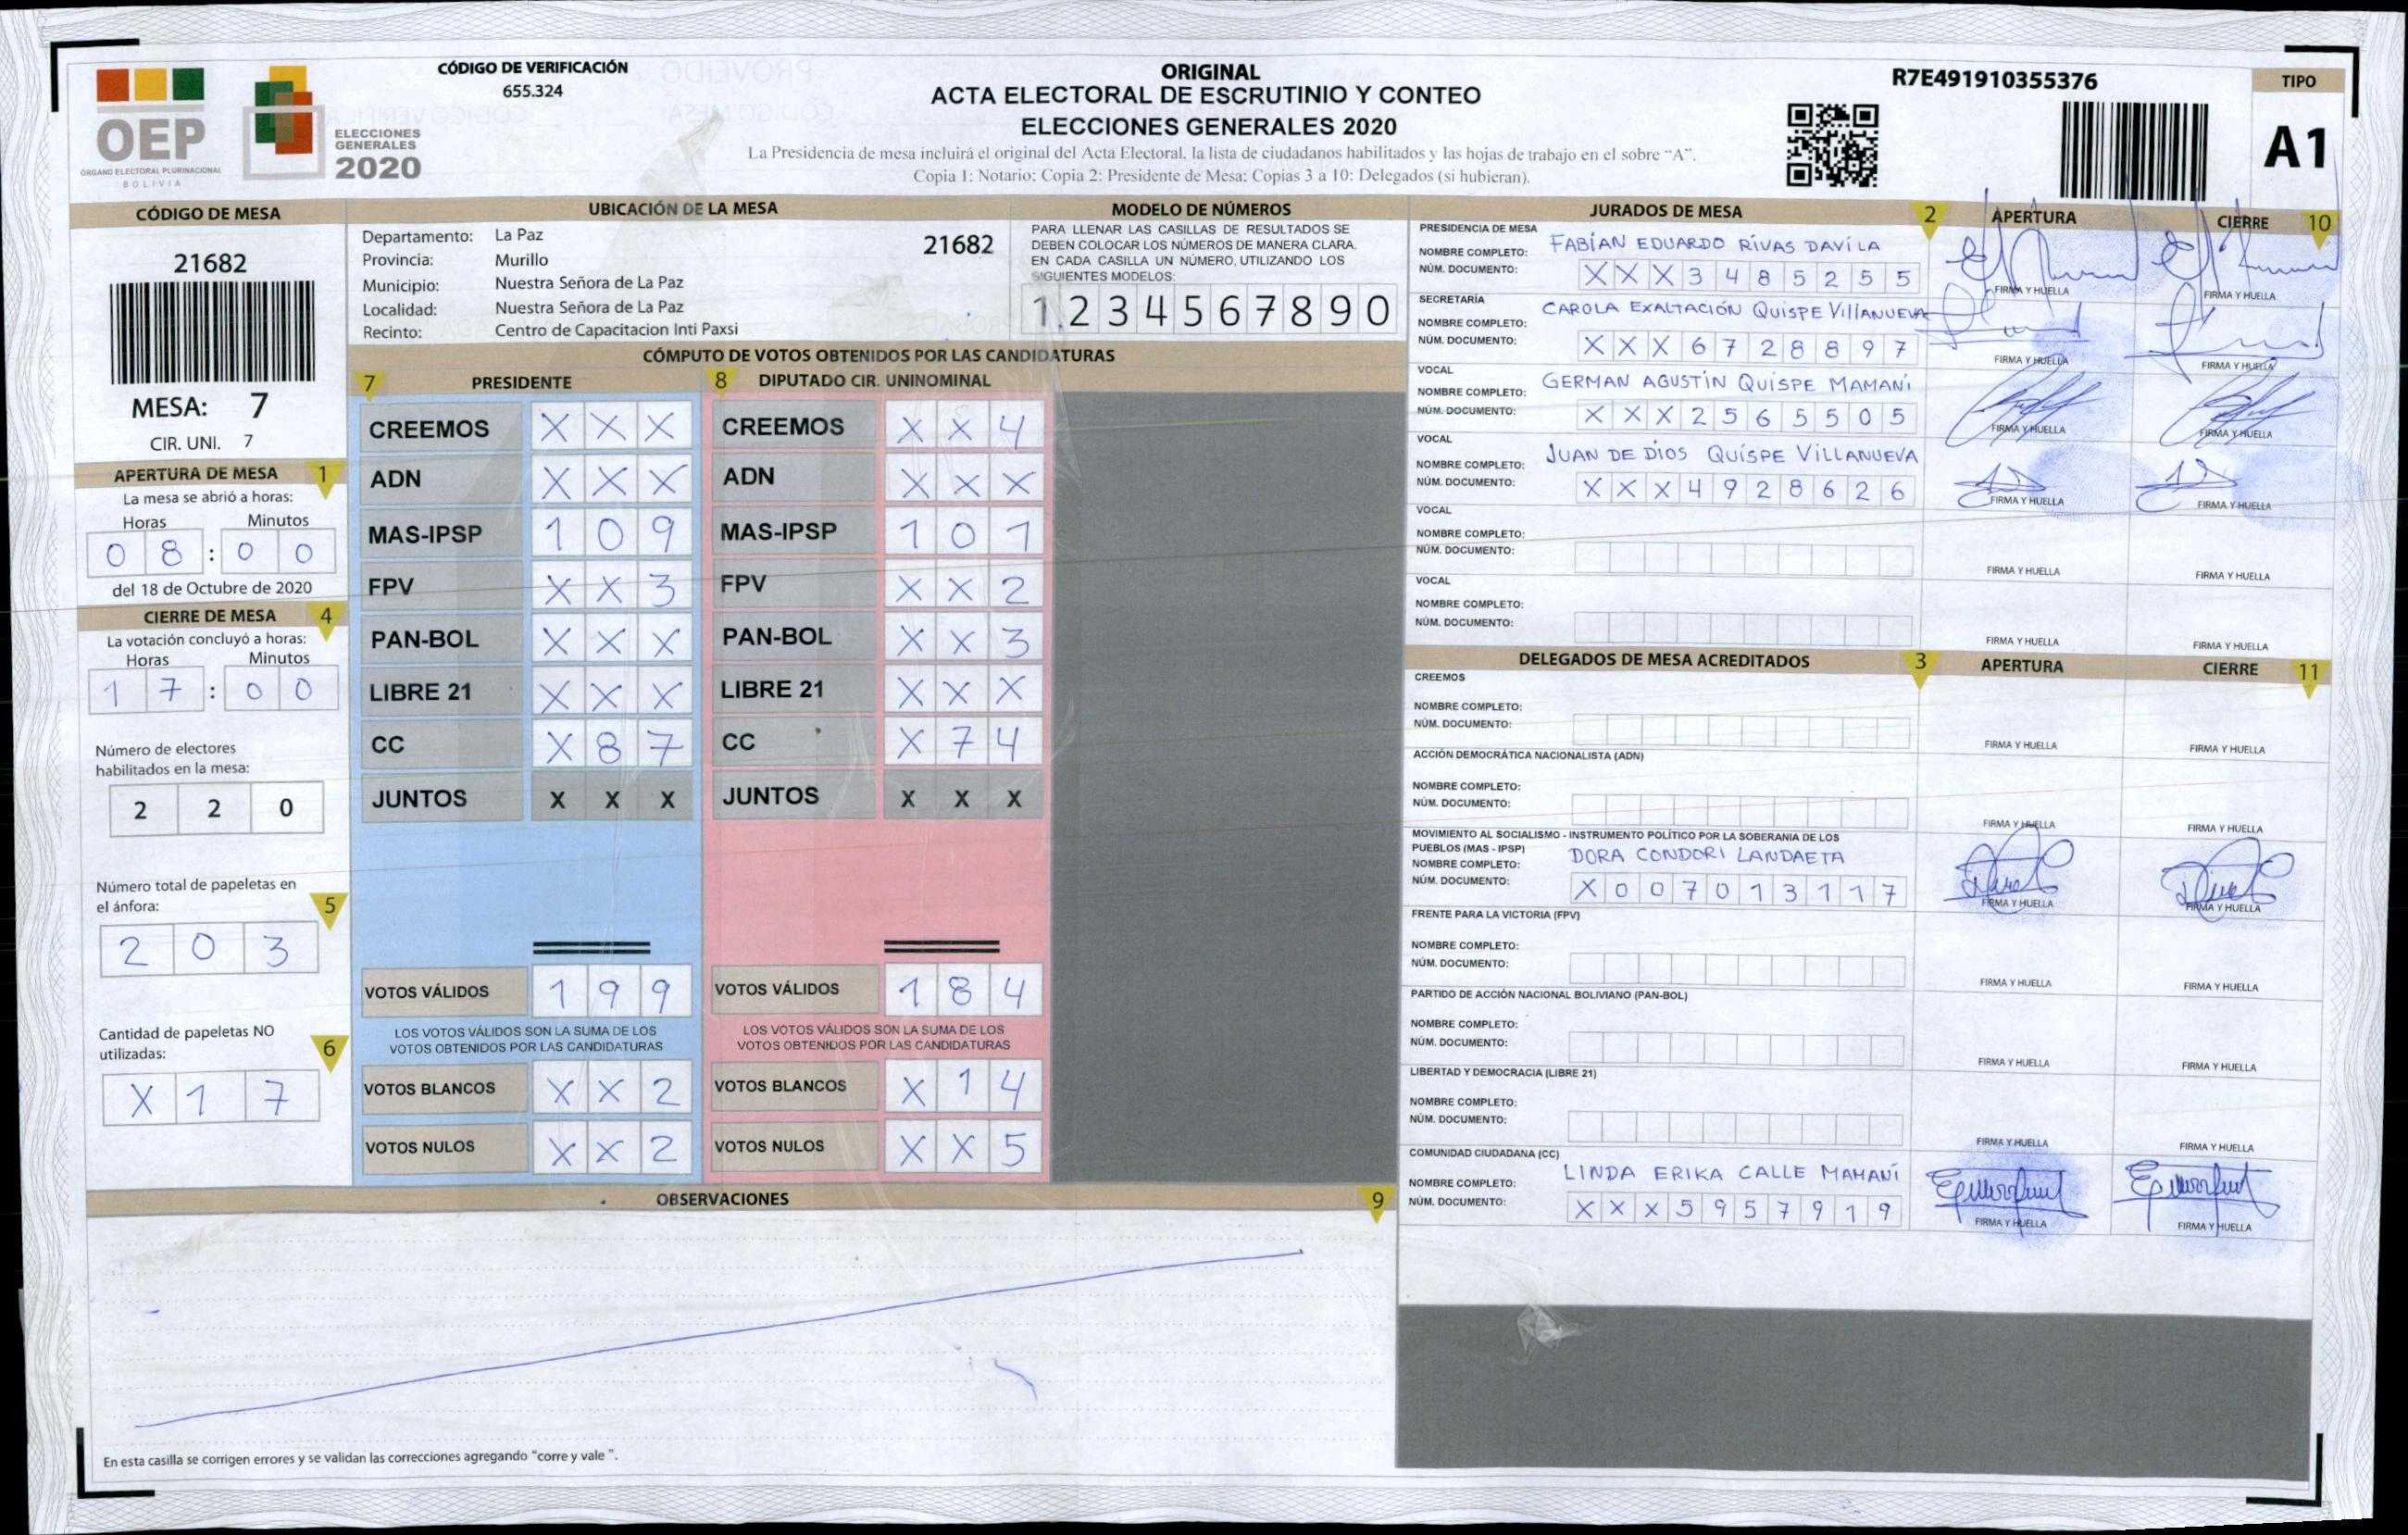 CÓDIGO DE VERIFICACIÓN
655.324
OEP
ÓRGANO ELECTORAL PLURINACIONAL
BOLIVIA
ELECCIONES
GENERALES
2020
ORIGINAL
ACTA ELECTORAL DE ESCRUTINIO Y CONTEO
ELECCIONES GENERALES 2020
La Presidencia de mesa incluirá el original del Acta Electoral, la lista de ciudadanos habilitados y las hojas de trabajo en el sobre "A".
Copia 1: Notario; Copia 2: Presidente de Mesa; Copias 3 a 10: Delegados (si hubieran).
R7E491910355376
TIPO
A1
CÓDIGO DE MESA
21682
MESA: 7
CIR. UNI. 7
APERTURA DE MESA 1
La mesa se abrió a horas:
Horas Minutos
0 8 : 0 0
del 18 de Octubre de 2020
CIERRE DE MESA 4
La votación concluyó a horas:
Horas Minutos
1 7 : 0 0
Número de electores
habilitados en la mesa:
2 2 0
Número total de papeletas en
el ánfora: 5
2 0 3
Cantidad de papeletas NO
utilizadas: 6
X 1 7
UBICACIÓN DE LA MESA
Departamento: La Paz 21682
Provincia: Murillo
Municipio: Nuestra Señora de La Paz
Localidad: Nuestra Señora de La Paz
Recinto: Centro de Capacitacion Inti Paxsi
MODELO DE NÚMEROS
PARA LLENAR LAS CASILLAS DE RESULTADOS SE
DEBEN COLOCAR LOS NÚMEROS DE MANERA CLARA.
EN CADA CASILLA UN NÚMERO, UTILIZANDO LOS
SIGUIENTES MODELOS:
1 2 3 4 5 6 7 8 9 0
CÓMPUTO DE VOTOS OBTENIDOS POR LAS CANDIDATURAS
7 PRESIDENTE 8 DIPUTADO CIR. UNINOMINAL
CREEMOS X X X CREEMOS X X 4
ADN X X X ADN X X X
MAS-IPSP 1 0 9 MAS-IPSP 1 0 1
FPV X X 3 FPV X X 2
PAN-BOL X X X PAN-BOL X X 3
LIBRE 21 X X X LIBRE 21 X X X
CC X 8 7 CC X 7 4
JUNTOS X X X JUNTOS X X X
VOTOS VÁLIDOS 1 9 9 VOTOS VÁLIDOS 1 8 4
LOS VOTOS VÁLIDOS SON LA SUMA DE LOS LOS VOTOS VÁLIDOS SON LA SUMA DE LOS
VOTOS OBTENIDOS POR LAS CANDIDATURAS VOTOS OBTENIDOS POR LAS CANDIDATURAS
VOTOS BLANCOS X X 2 VOTOS BLANCOS X 1 4
VOTOS NULOS X X 2 VOTOS NULOS X X 5
OBSERVACIONES 9
En esta casilla se corrigen errores y se validan las correcciones agregando "corre y vale ".
JURADOS DE MESA 2 APERTURA CIERRE 10
PRESIDENCIA DE MESA
NOMBRE COMPLETO: FABÍAN EDUARDO RÍVAS DAVÍLA
NÚM. DOCUMENTO: X X X 3 4 8 5 2 5 5
FIRMA Y HUELLA FIRMA Y HUELLA
SECRETARÍA
NOMBRE COMPLETO: CAROLA EXALTACIÓN QUISPE VILLANUEVA
NÚM. DOCUMENTO: X X X 6 7 2 8 8 9 7
FIRMA Y HUELLA FIRMA Y HUELLA
VOCAL
NOMBRE COMPLETO: GERMAN AGUSTÍN QUÍSPE MAMANÍ
NÚM. DOCUMENTO: X X X 2 5 6 5 5 0 5
FIRMA Y HUELLA FIRMA Y HUELLA
VOCAL
NOMBRE COMPLETO: JUAN DE DÍOS QUÍSPE VÍLLANUEVA
NÚM. DOCUMENTO: X X X 4 9 2 8 6 2 6
FIRMA Y HUELLA FIRMA Y HUELLA
VOCAL
NOMBRE COMPLETO:
NÚM. DOCUMENTO:
FIRMA Y HUELLA FIRMA Y HUELLA
VOCAL
NOMBRE COMPLETO:
NÚM. DOCUMENTO:
FIRMA Y HUELLA FIRMA Y HUELLA
DELEGADOS DE MESA ACREDITADOS 3 APERTURA CIERRE 11
CREEMOS
NOMBRE COMPLETO:
NÚM. DOCUMENTO:
FIRMA Y HUELLA FIRMA Y HUELLA
ACCIÓN DEMOCRÁTICA NACIONALISTA (ADN)
NOMBRE COMPLETO:
NÚM. DOCUMENTO:
FIRMA Y HUELLA FIRMA Y HUELLA
MOVIMIENTO AL SOCIALISMO - INSTRUMENTO POLÍTICO POR LA SOBERANIA DE LOS
PUEBLOS (MAS - IPSP)
NOMBRE COMPLETO: DORA CONDORI LANDAETA
NÚM. DOCUMENTO: X 0 0 7 0 1 3 1 1 7
FIRMA Y HUELLA FIRMA Y HUELLA
FRENTE PARA LA VICTORIA (FPV)
NOMBRE COMPLETO:
NÚM. DOCUMENTO:
FIRMA Y HUELLA FIRMA Y HUELLA
PARTIDO DE ACCIÓN NACIONAL BOLIVIANO (PAN-BOL)
NOMBRE COMPLETO:
NÚM. DOCUMENTO:
FIRMA Y HUELLA FIRMA Y HUELLA
LIBERTAD Y DEMOCRACIA (LIBRE 21)
NOMBRE COMPLETO:
NÚM. DOCUMENTO:
FIRMA Y HUELLA FIRMA Y HUELLA
COMUNIDAD CIUDADANA (CC)
NOMBRE COMPLETO: LINDA ERIKA CALLE MAMANÍ
NÚM. DOCUMENTO: X X X 5 9 5 7 9 1 9
FIRMA Y HUELLA FIRMA Y HUELLA